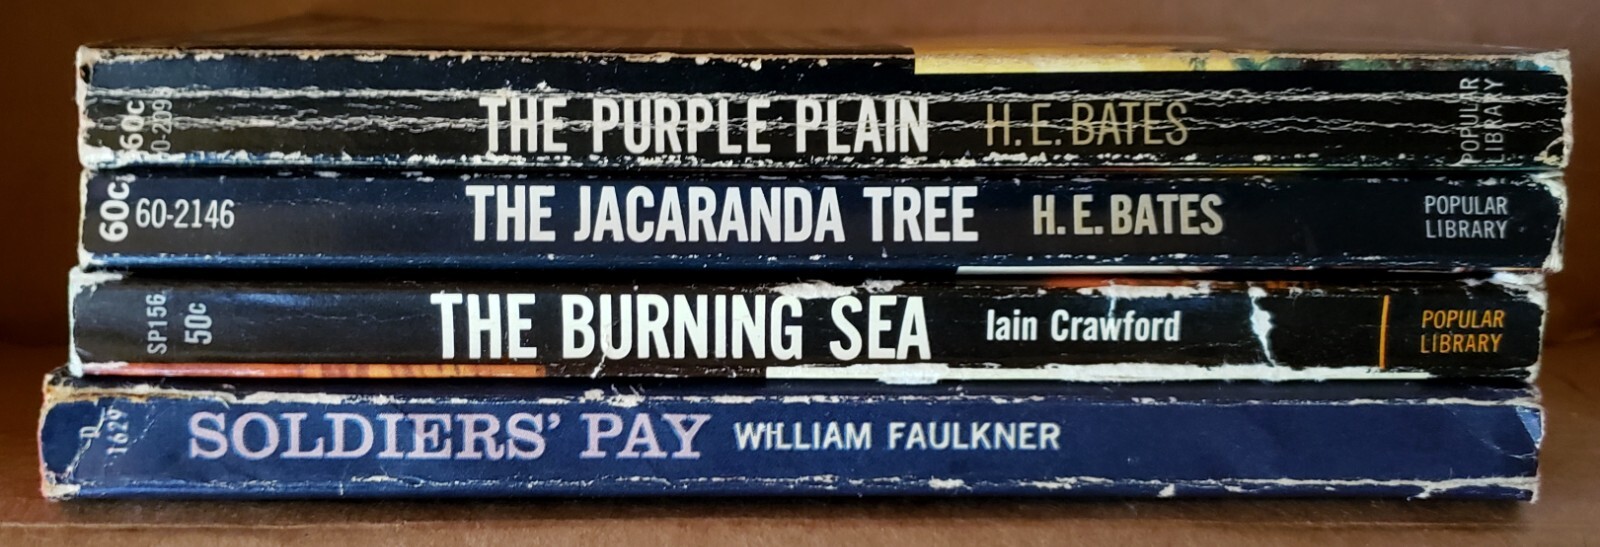 60c
60-209
THE PURPLE PLAIN H. E. BATES
POPULAR
LIBRARY
60c
60-2146
THE JACARANDA TREE H. E. BATES
POPULAR
LIBRARY
SP156
50c
THE BURNING SEA Iain Crawford
POPULAR
LIBRARY
1629
SOLDIERS' PAY WILLIAM FAULKNER